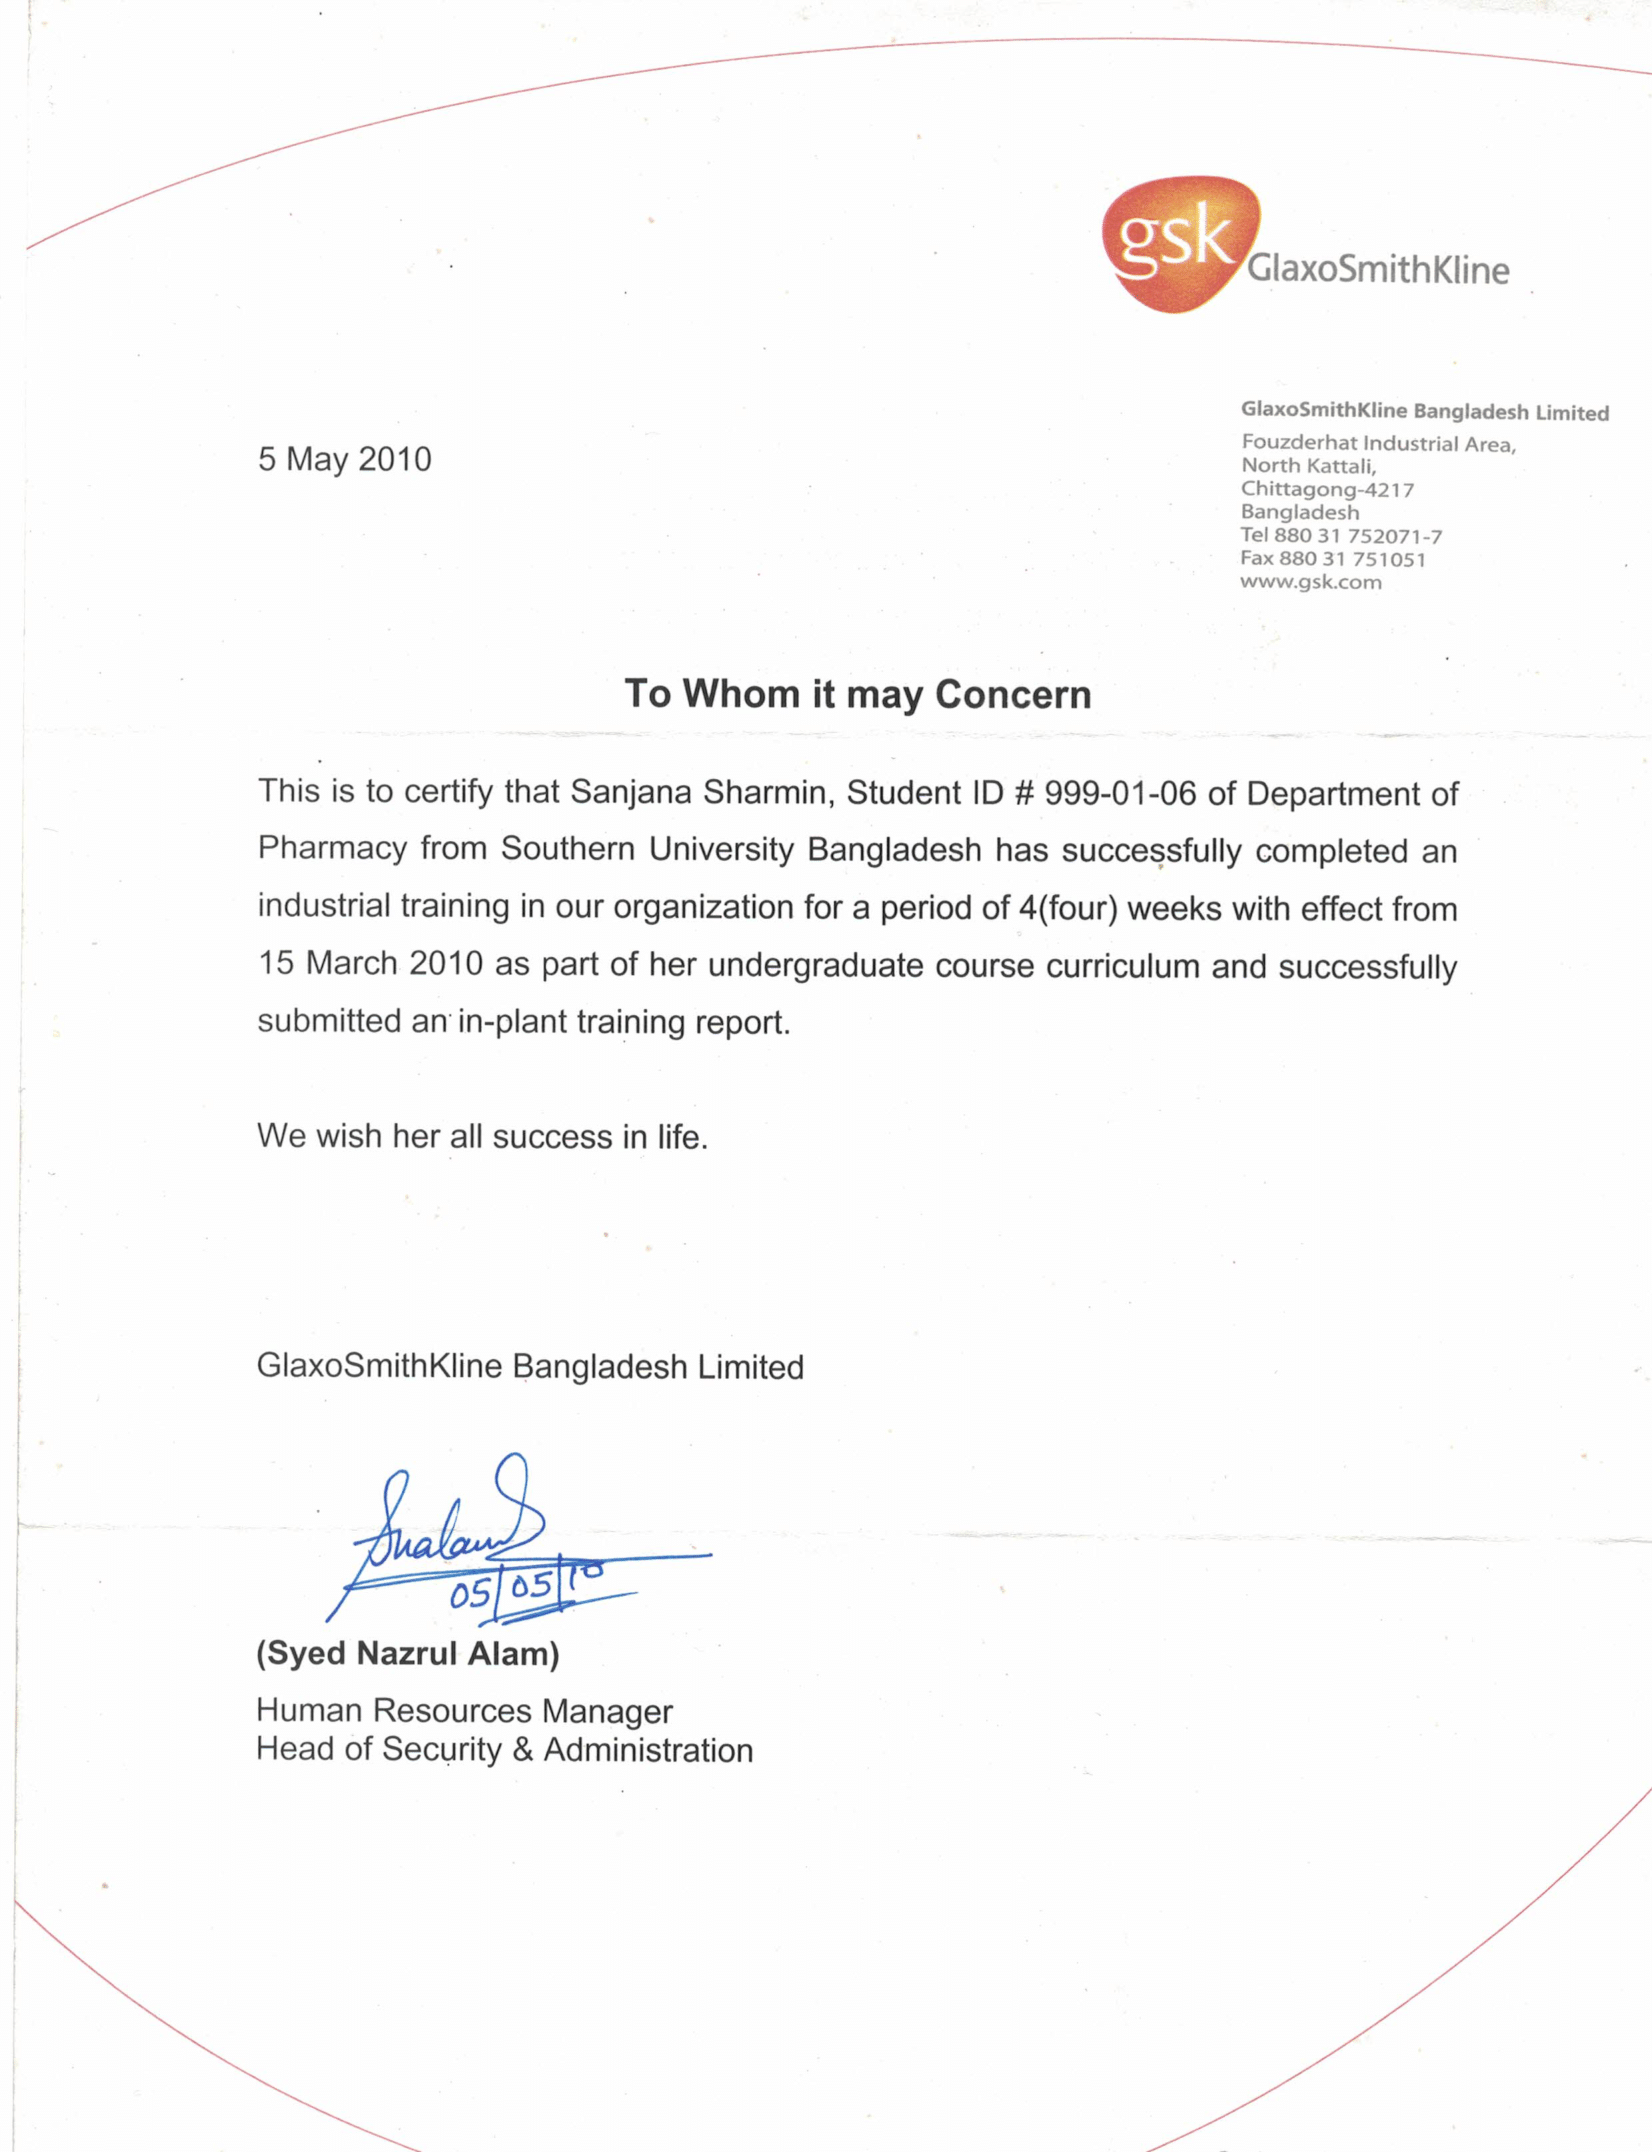 gsk
GlaxoSmithKline
GlaxoSmithKline Bangladesh Limited
Fouzderhat Industrial Area,
North Kattali,
Chittagong-4217
Bangladesh
Tel 880 31 752071-7
Fax 880 31 751051
www.gsk.com
5 May 2010
To Whom it may Concern
This is to certify that Sanjana Sharmin, Student ID # 999-01-06 of Department of
Pharmacy from Southern University Bangladesh has successfully completed an
industrial training in our organization for a period of 4(four) weeks with effect from
15 March 2010 as part of her undergraduate course curriculum and successfully
submitted an in-plant training report.
We wish her all success in life.
GlaxoSmithKline Bangladesh Limited
05/05/10
(Syed Nazrul Alam)
Human Resources Manager
Head of Security & Administration